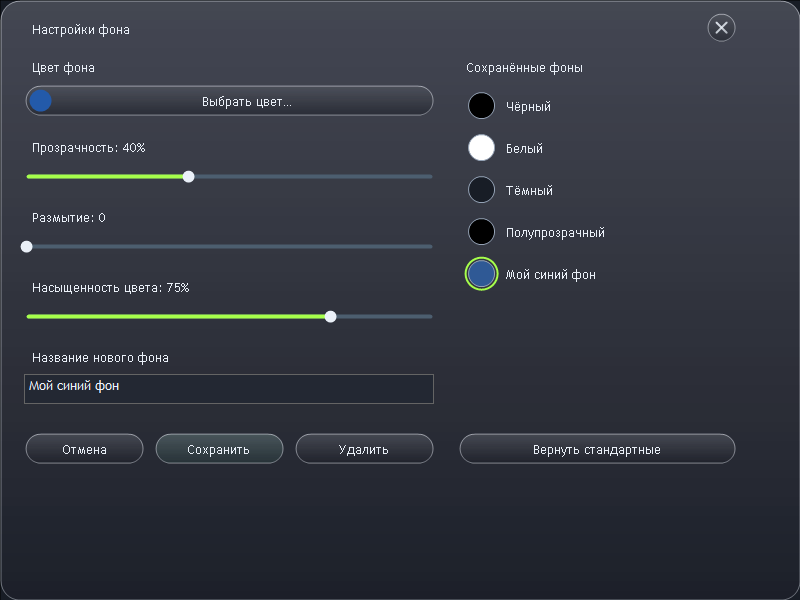 Настройки фона
Цвет фона
Выбрать цвет...
Прозрачность: 40%
Размытие: 0
Насыщенность цвета: 75%
Название нового фона
Мой синий фон
Отмена
Сохранить
Удалить
Сохранённые фоны
Чёрный
Белый
Тёмный
Полупрозрачный
Мой синий фон
Вернуть стандартные